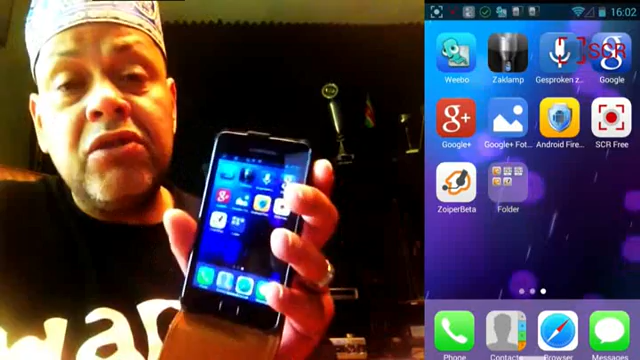 16:02
SCR
Weebo
Zaklamp
Gesproken z...
Google
Google+
Google+ Fot...
Android Fire...
SCR Free
ZoiperBeta
Folder
Phone
Contacts
Browser
Messages